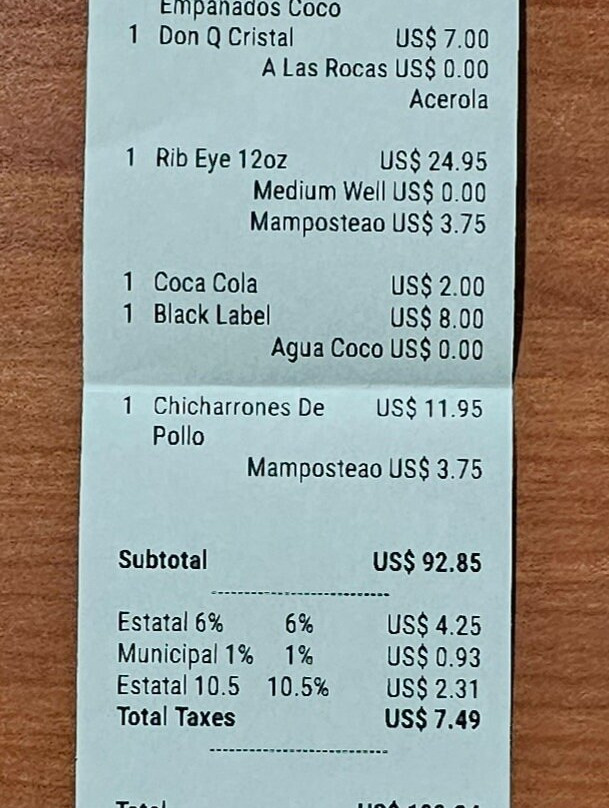 Empanados Coco
1 Don Q Cristal US$ 7.00
A Las Rocas US$ 0.00
Acerola
1 Rib Eye 12oz US$ 24.95
Medium Well US$ 0.00
Mamposteao US$ 3.75
1 Coca Cola US$ 2.00
1 Black Label US$ 8.00
Agua Coco US$ 0.00
1 Chicharrones De US$ 11.95
Pollo
Mamposteao US$ 3.75
Subtotal US$ 92.85
Estatal 6% 6% US$ 4.25
Municipal 1% 1% US$ 0.93
Estatal 10.5 10.5% US$ 2.31
Total Taxes US$ 7.49
Total US$ 100.34